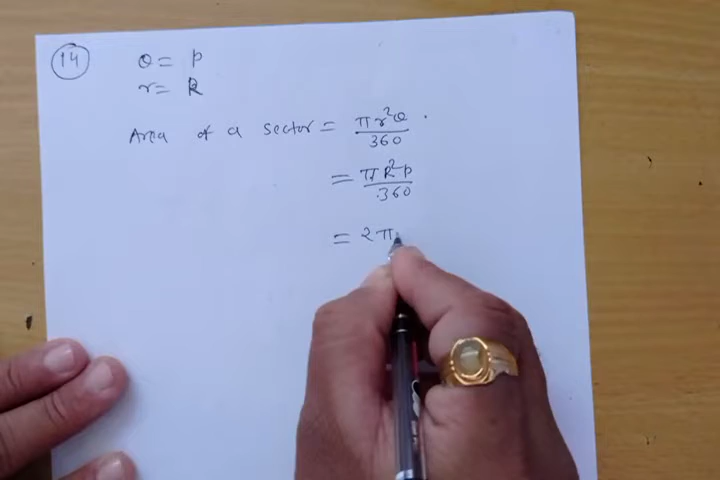 14
θ = p
r = R
Area of a sector = πr²θ/360.
= πR²p/360
= 2π